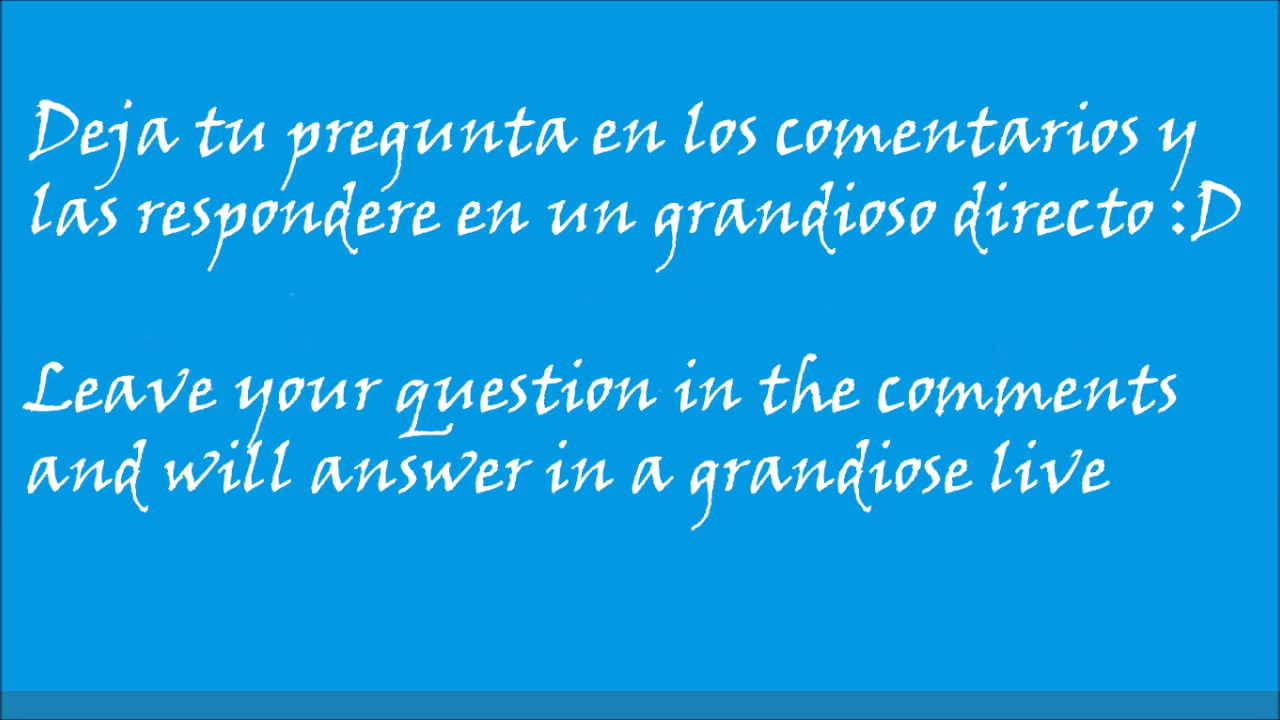 Deja tu pregunta en los comentarios y
las respondere en un grandioso directo :D
Leave your question in the comments
and will answer in a grandiose live